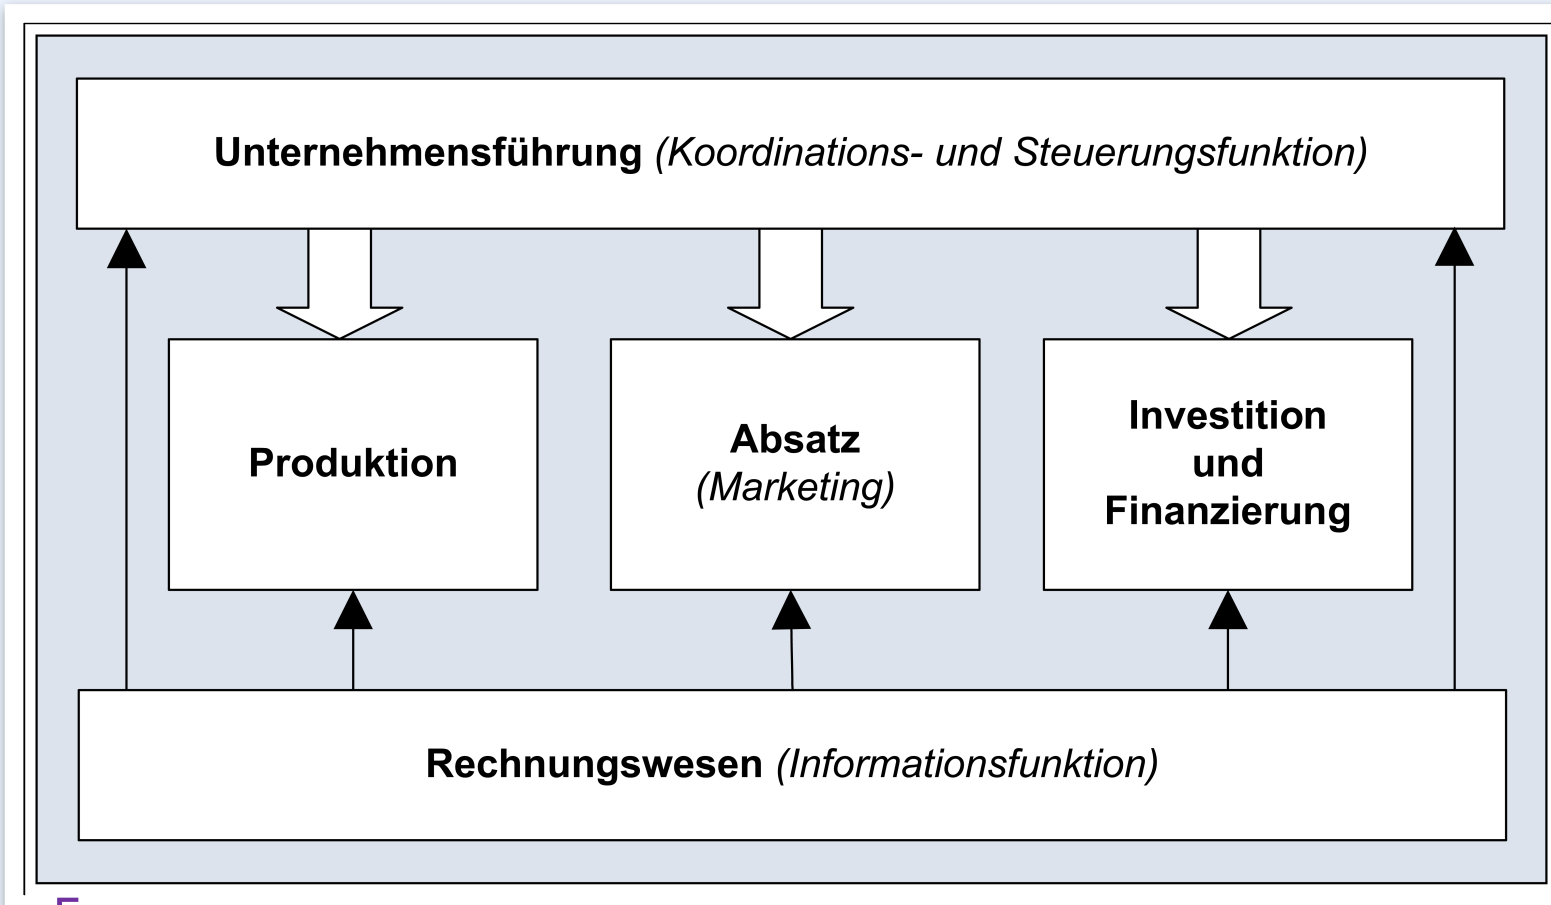 Unternehmensführung (Koordinations- und Steuerungsfunktion)
Produktion
Absatz
(Marketing)
Investition
und
Finanzierung
Rechnungswesen (Informationsfunktion)